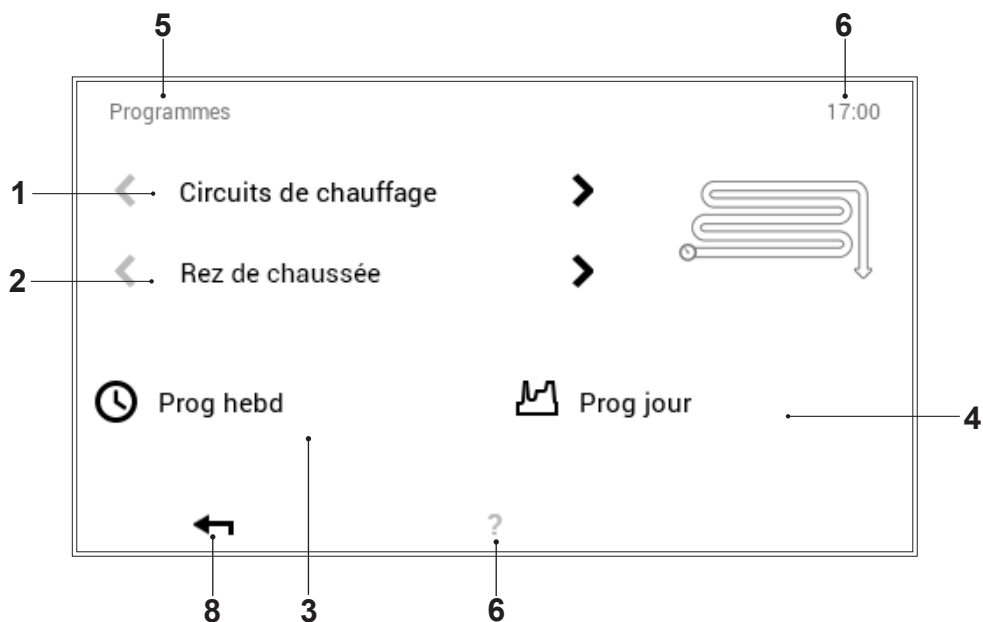 5 6
Programmes 17:00
1 Circuits de chauffage
2 Rez de chaussée
Prog hebd Prog jour 4
?
8 3 6